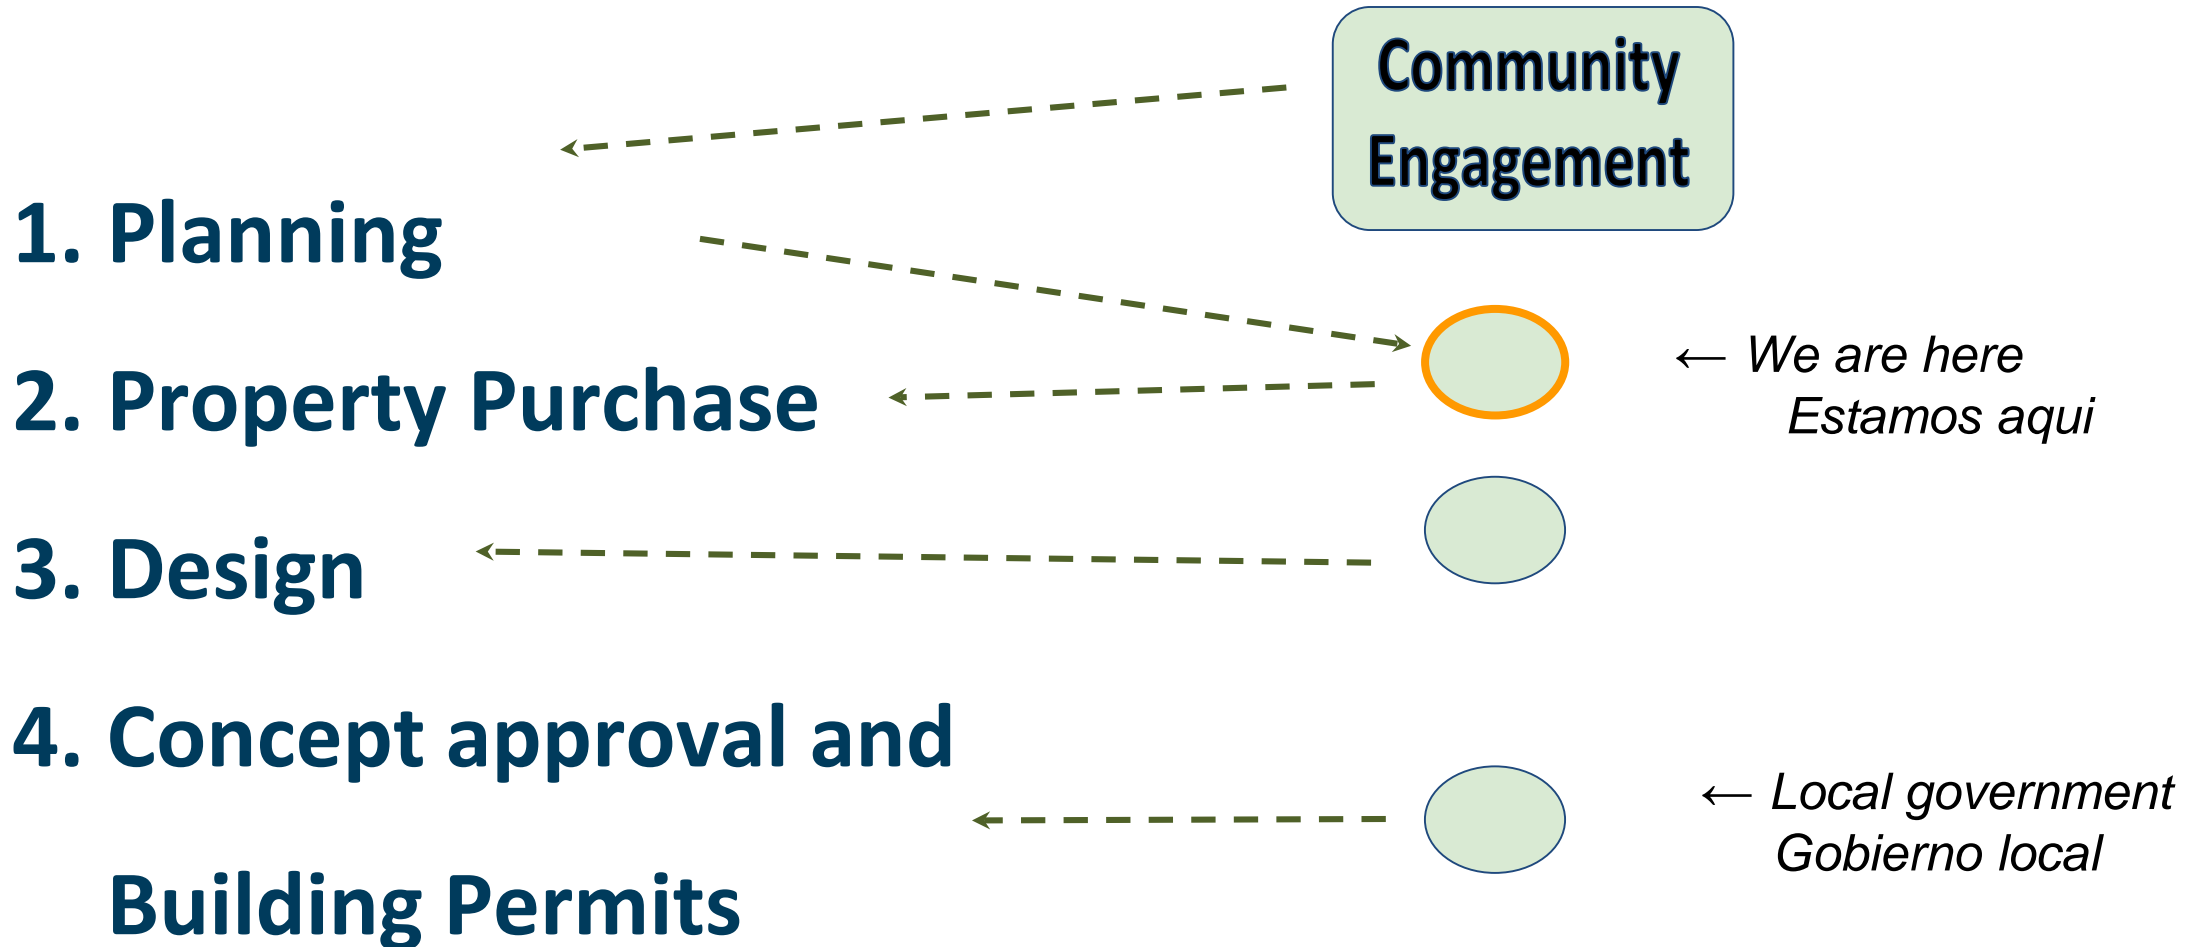 Community
Engagement
1. Planning
2. Property Purchase
← We are here
Estamos aqui
3. Design
4. Concept approval and
Building Permits
← Local government
Gobierno local